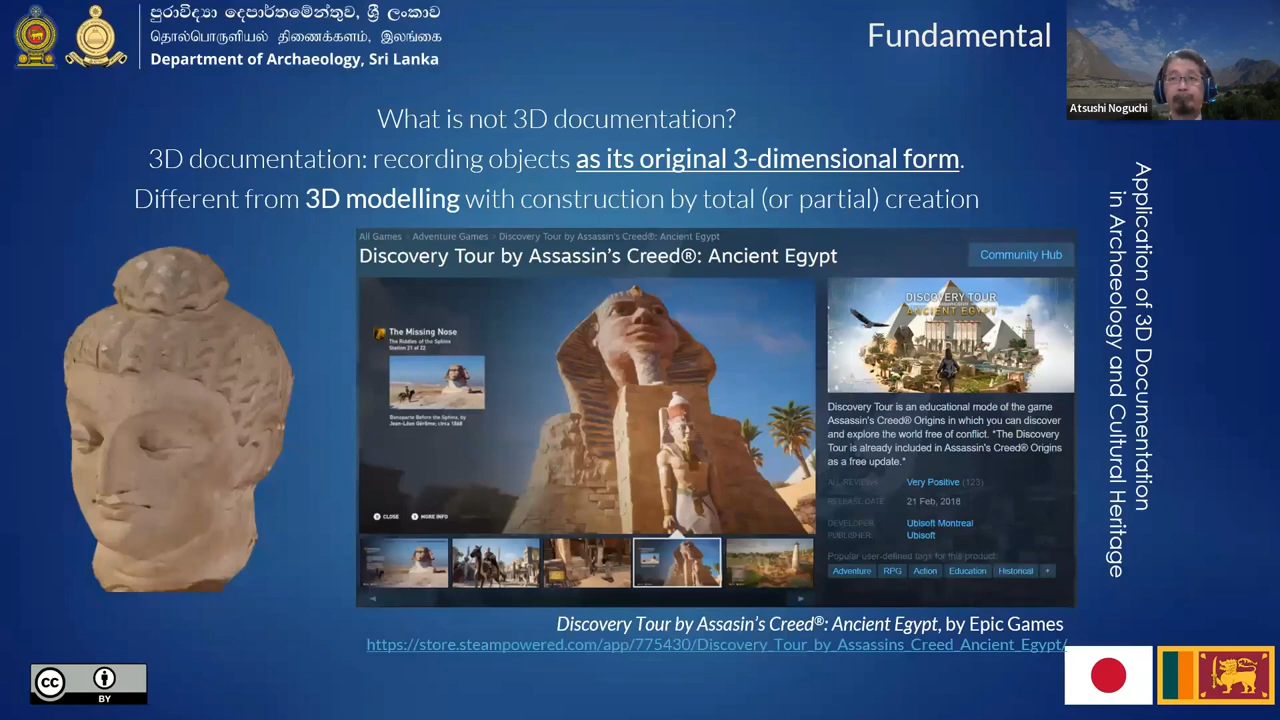 පුරාවිද්‍යා දෙපාර්තමේන්තුව, ශ්‍රී ලංකාව
தொல்பொருளியல் திணைக்களம், இலங்கை
Department of Archaeology, Sri Lanka
Fundamental
Atsushi Noguchi
What is not 3D documentation?
3D documentation: recording objects as its original 3-dimensional form.
Different from 3D modelling with construction by total (or partial) creation
All Games > Adventure Games > Discovery Tour by Assassin's Creed®: Ancient Egypt
Discovery Tour by Assassin's Creed®: Ancient Egypt
Community Hub
The Missing Nose
The Riddles of the Sphinx
Station 21 of 22
Bonaparte Before the Sphinx, by
Jean-Léon Gérôme; circa 1868
CLOSE
MORE INFO
DISCOVERY TOUR
ANCIENT EGYPT
Discovery Tour is an educational mode of the game
Assassin's Creed® Origins in which you can discover
and explore the world free of conflict. *The Discovery
Tour is already included in Assassin's Creed® Origins
as a free update.*
ALL REVIEWS: Very Positive (123)
RELEASE DATE: 21 Feb, 2018
DEVELOPER: Ubisoft Montreal
PUBLISHER: Ubisoft
Popular user-defined tags for this product:
Adventure RPG Action Education Historical +
Discovery Tour by Assasin's Creed®: Ancient Egypt, by Epic Games
https://store.steampowered.com/app/775430/Discovery_Tour_by_Assassins_Creed_Ancient_Egypt/
Application of 3D Documentation
in Archaeology and Cultural Heritage
CC
BY